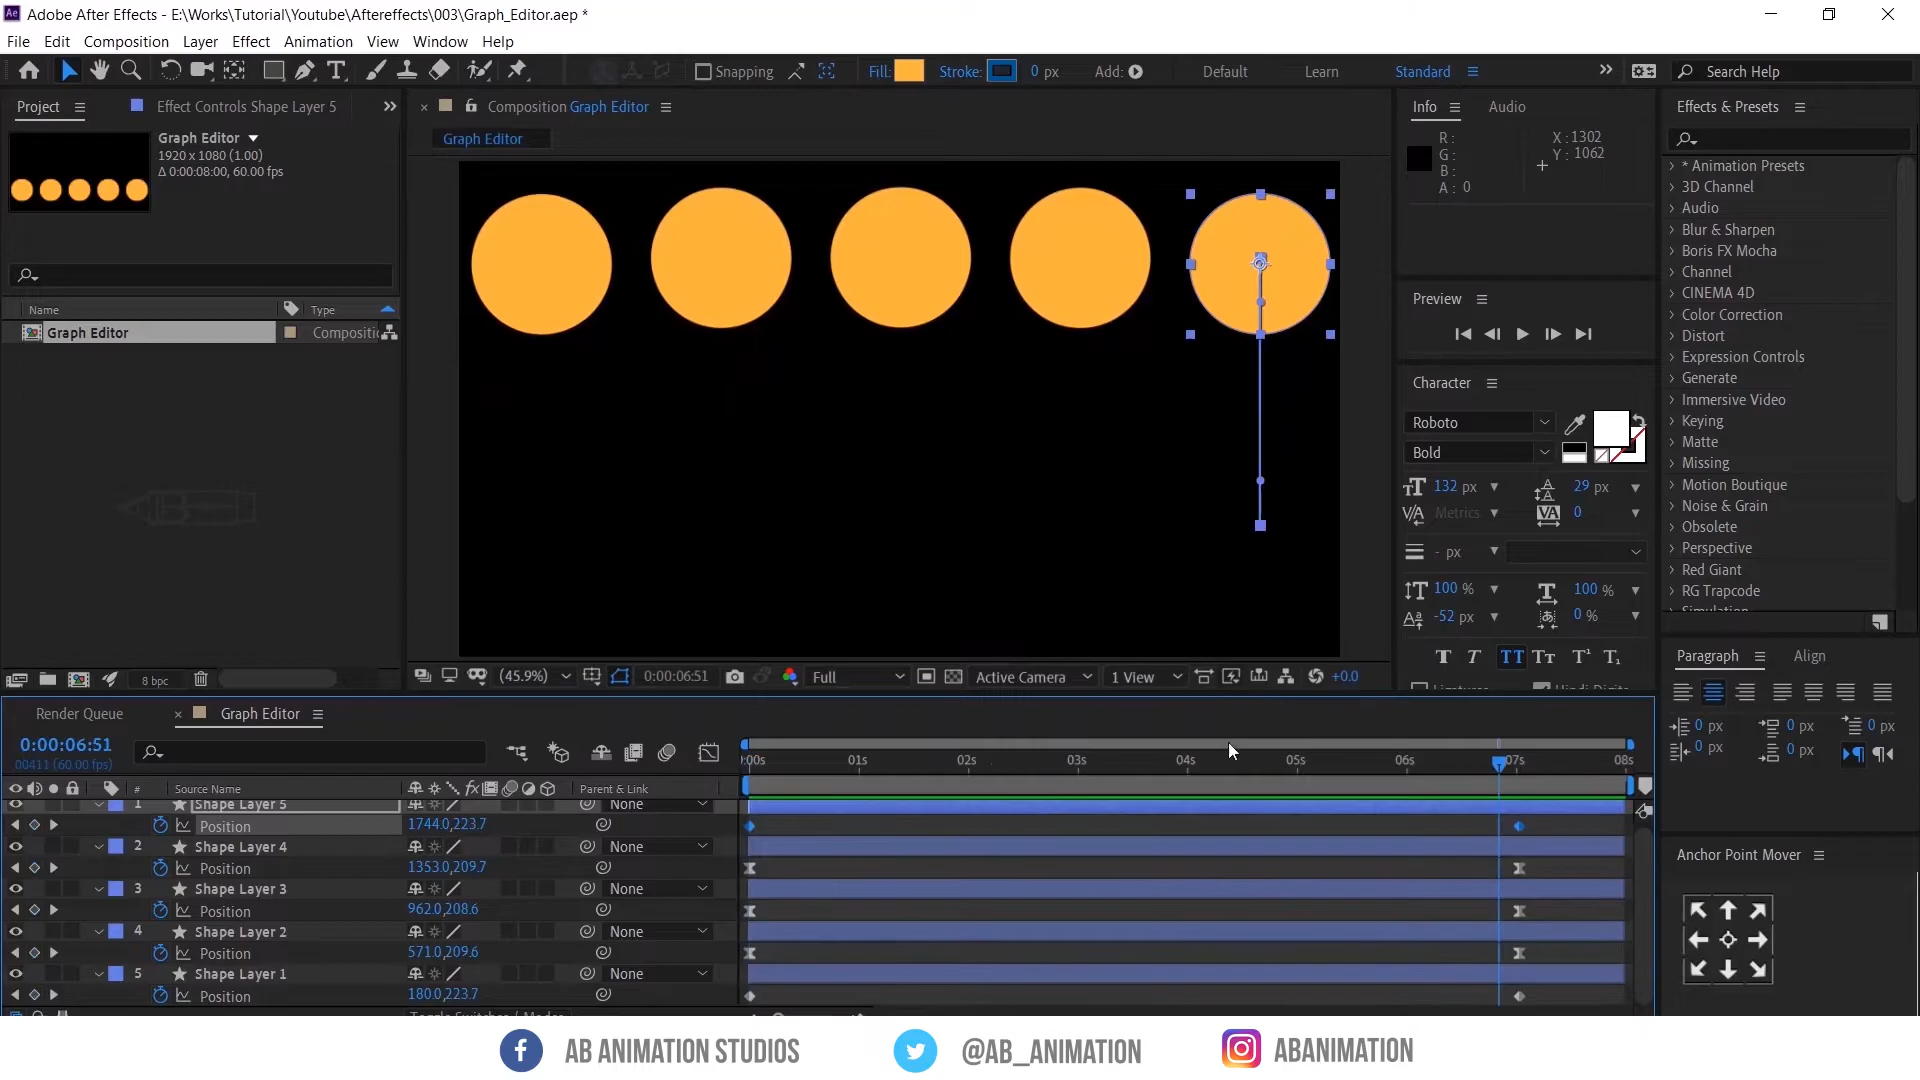 Adobe After Effects - E:\Works\Tutorial\Youtube\Aftereffects\003\Graph_Editor.aep *
File Edit Composition Layer Effect Animation View Window Help
Snapping Fill: Stroke: 0 px Add: Default Learn Standard Search Help
Project Effect Controls Shape Layer 5
Graph Editor
1920 x 1080 (1.00)
Δ 0:00:08:00, 60.00 fps
Name Type
Graph Editor Compositi
8 bpc
Composition Graph Editor
Graph Editor
(45.9%) 0:00:06:51 Full Active Camera 1 View +0.0
Info Audio
R :
G :
B :
A : 0
X : 1302
Y : 1062
Preview
Character
Roboto
Bold
132 px 29 px
Metrics 0
- px
100 % 100 %
-52 px 0 %
Effects & Presets
* Animation Presets
3D Channel
Audio
Blur & Sharpen
Boris FX Mocha
Channel
CINEMA 4D
Color Correction
Distort
Expression Controls
Generate
Immersive Video
Keying
Matte
Missing
Motion Boutique
Noise & Grain
Obsolete
Perspective
Red Giant
RG Trapcode
Paragraph Align
0 px 0 px 0 px
0 px 0 px
Anchor Point Mover
Render Queue Graph Editor
0:00:06:51
00411 (60.00 fps)
:00s 01s 02s 03s 04s 05s 06s 07s 08s
# Source Name Parent & Link
1 Shape Layer 5 None
Position 1744.0,223.7
2 Shape Layer 4 None
Position 1353.0,209.7
3 Shape Layer 3 None
Position 962.0,208.6
4 Shape Layer 2 None
Position 571.0,209.6
5 Shape Layer 1 None
Position 180.0,223.7
Toggle Switches / Modes
AB ANIMATION STUDIOS @AB_ANIMATION ABANIMATION